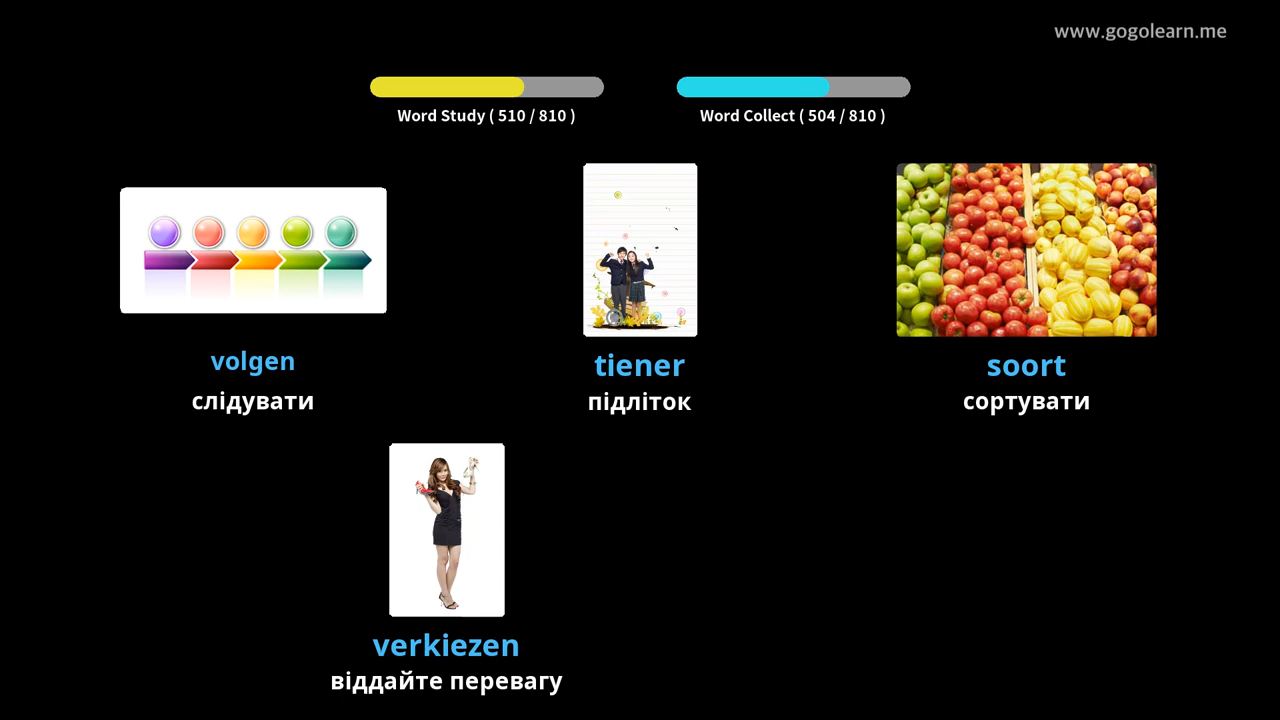 www.gogolearn.me
Word Study ( 510 / 810 )
Word Collect ( 504 / 810 )
volgen
слідувати
tiener
підліток
soort
сортувати
verkiezen
віддайте перевагу